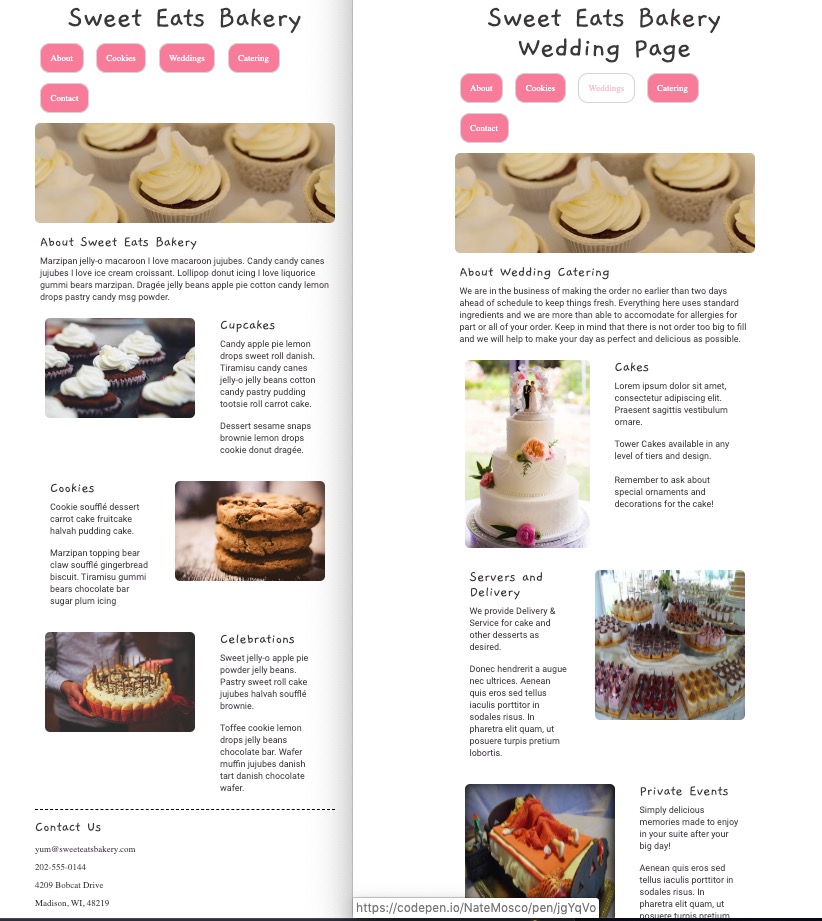 Sweet Eats Bakery
About
Cookies
Weddings
Catering
Contact
About Sweet Eats Bakery
Marzipan jelly-o macaroon I love macaroon jujubes. Candy candy canes
jujubes I love ice cream croissant. Lollipop donut icing I love liquorice
gummi bears marzipan. Dragée jelly beans apple pie cotton candy lemon
drops pastry candy msg powder.
Cupcakes
Candy apple pie lemon
drops sweet roll danish.
Tiramisu candy canes
jelly-o jelly beans cotton
candy pastry pudding
tootsie roll carrot cake.
Dessert sesame snaps
brownie lemon drops
cookie donut dragée.
Cookies
Cookie soufflé dessert
carrot cake fruitcake
halvah pudding cake.
Marzipan topping bear
claw soufflé gingerbread
biscuit. Tiramisu gummi
bears chocolate bar
sugar plum icing
Celebrations
Sweet jelly-o apple pie
powder jelly beans.
Pastry sweet roll cake
jujubes halvah soufflé
brownie.
Toffee cookie lemon
drops jelly beans
chocolate bar. Wafer
muffin jujubes danish
tart danish chocolate
wafer.
Contact Us
yum@sweeteatsbakery.com
202-555-0144
4209 Bobcat Drive
Madison, WI, 48219
Sweet Eats Bakery
Wedding Page
About
Cookies
Weddings
Catering
Contact
About Wedding Catering
We are in the business of making the order no earlier than two days
ahead of schedule to keep things fresh. Everything here uses standard
ingredients and we are more than able to accomodate for allergies for
part or all of your order. Keep in mind that there is not order too big to fill
and we will help to make your day as perfect and delicious as possible.
Cakes
Lorem ipsum dolor sit amet,
consectetur adipiscing elit.
Praesent sagittis vestibulum
ornare.
Tower Cakes available in any
level of tiers and design.
Remember to ask about
special ornaments and
decorations for the cake!
Servers and
Delivery
We provide Delivery &
Service for cake and
other desserts as
desired.
Donec hendrerit a augue
nec ultrices. Aenean
quis eros sed tellus
iaculis porttitor in
sodales risus. In
pharetra elit quam, ut
posuere turpis pretium
lobortis.
Private Events
Simply delicious
memories made to enjoy
in your suite after your
big day!
Aenean quis eros sed
tellus iaculis porttitor in
sodales risus. In
pharetra elit quam, ut
posuere turpis pretium
https://codepen.io/NateMosco/pen/jgYqVo